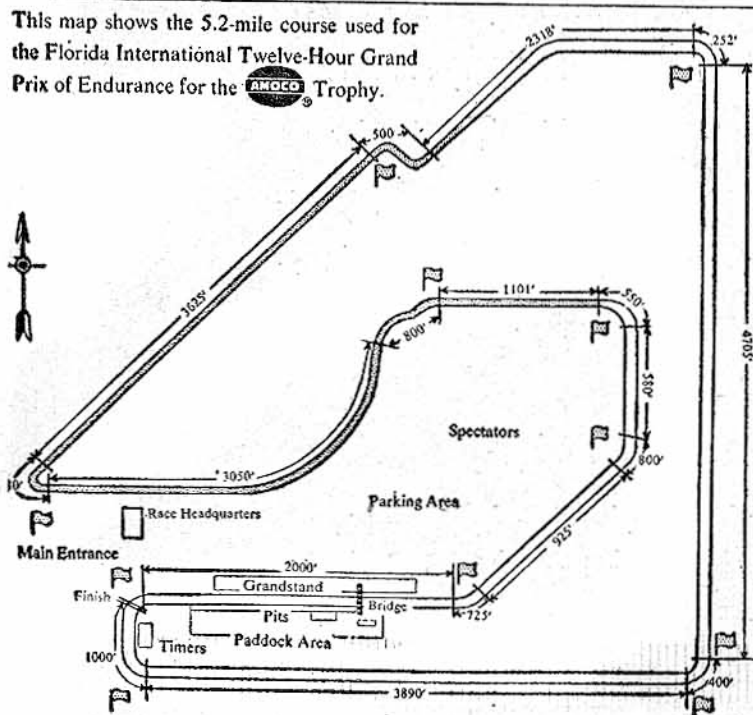 This map shows the 5.2-mile course used for
the Florida International Twelve-Hour Grand
Prix of Endurance for the AMOCO ® Trophy.
2318'
252'
500
3625'
1101'
550'
800'
580'
4705'
Spectators
3050'
800'
Race Headquarters
Parking Area
925'
Main Entrance
2000'
Grandstand
Finish
Pits
Bridge
725'
Timers
Paddock Area
1000'
3890'
400'